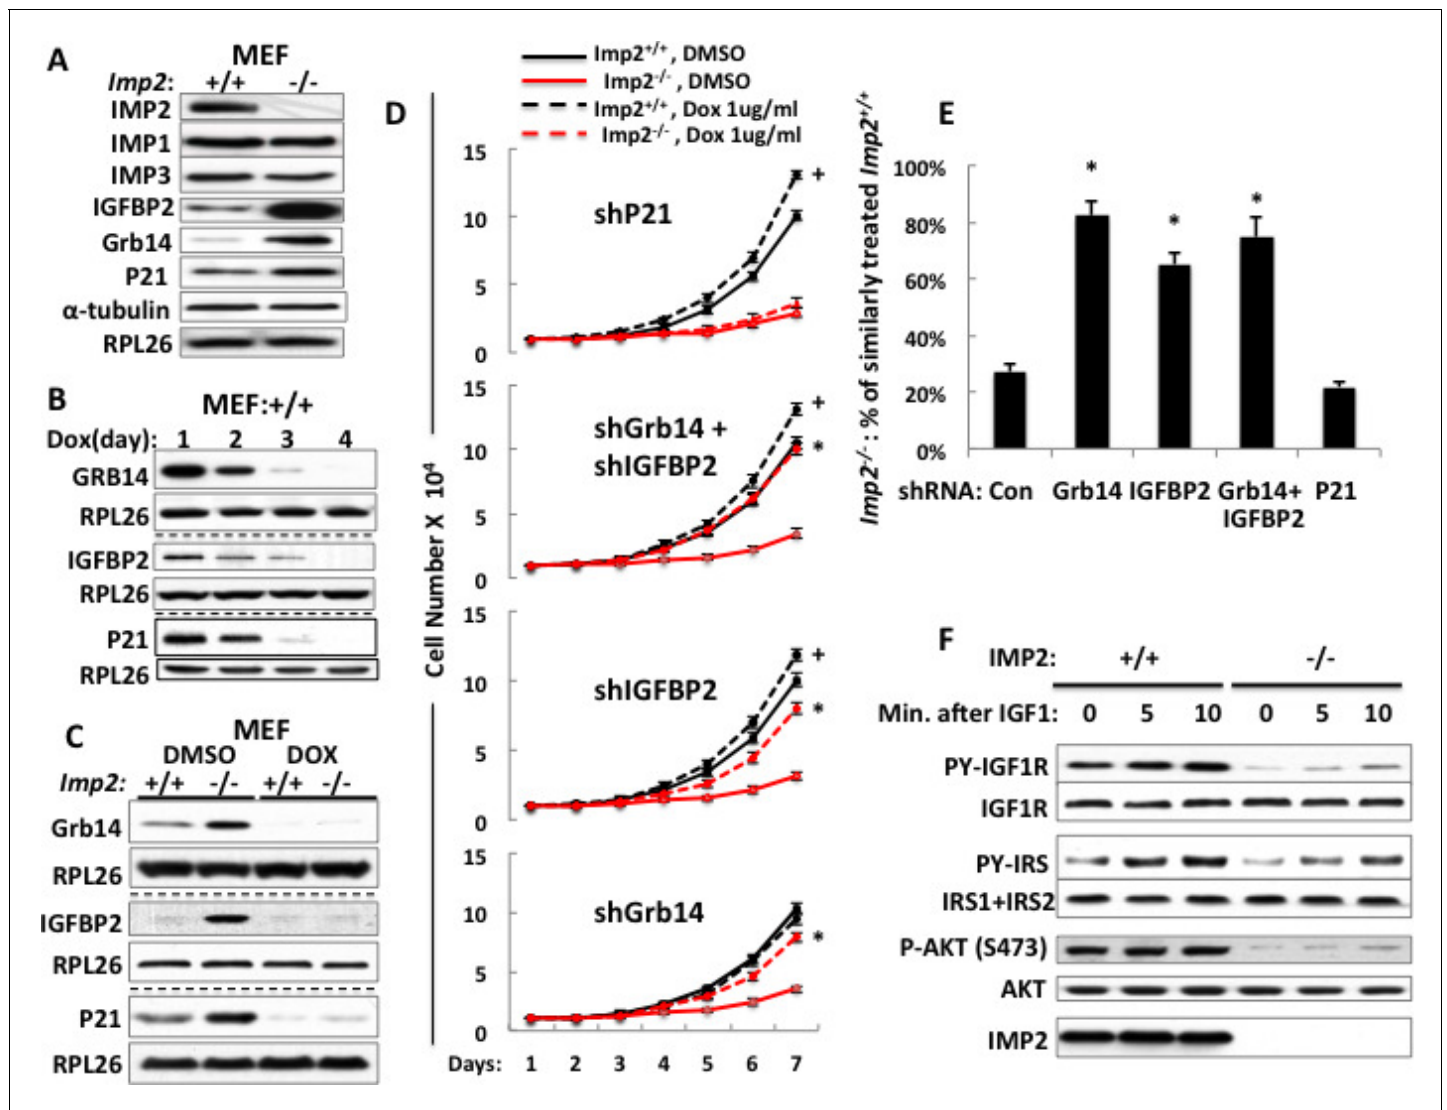 A
MEF
Imp2: +/+ -/-
IMP2
IMP1
IMP3
IGFBP2
Grb14
P21
α-tubulin
RPL26
B
MEF:+/+
Dox(day): 1 2 3 4
GRB14
RPL26
IGFBP2
RPL26
P21
RPL26
C
MEF
DMSO DOX
Imp2: +/+ -/- +/+ -/-
Grb14
RPL26
IGFBP2
RPL26
P21
RPL26
D
Imp2+/+, DMSO
Imp2-/-, DMSO
Imp2+/+, Dox 1ug/ml
Imp2-/-, Dox 1ug/ml
Cell Number X 10⁴
15
10
5
0
shP21
+
15
10
5
0
shGrb14 +
shIGFBP2
+
*
15
10
5
0
shIGFBP2
+
*
15
10
5
0
shGrb14
*
Days: 1 2 3 4 5 6 7
E
Imp2-/-: % of similarly treated Imp2+/+
100%
80%
60%
40%
20%
0%
* * *
shRNA: Con Grb14 IGFBP2 Grb14+ P21
IGFBP2
F
IMP2: +/+ -/-
Min. after IGF1: 0 5 10 0 5 10
PY-IGF1R
IGF1R
PY-IRS
IRS1+IRS2
P-AKT (S473)
AKT
IMP2